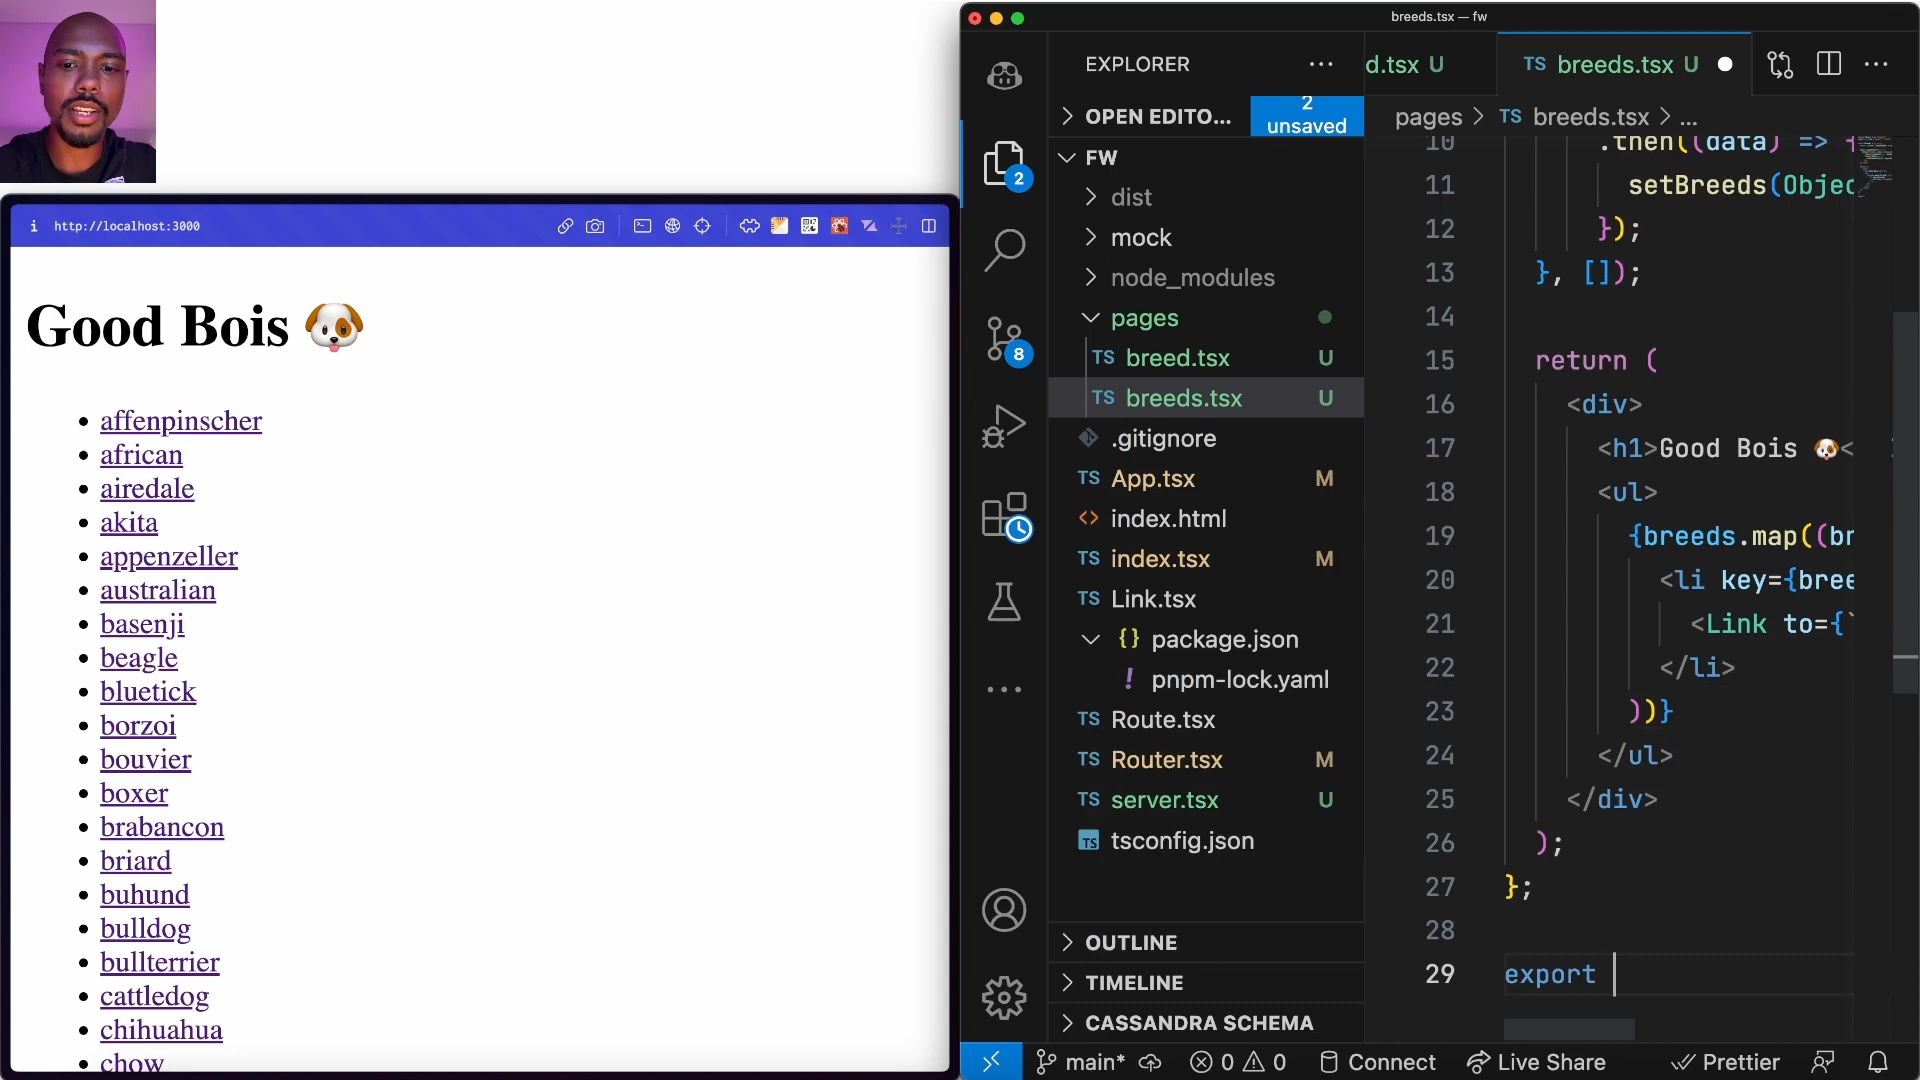 http://localhost:3000
Good Bois 🐶
affenpinscher
african
airedale
akita
appenzeller
australian
basenji
beagle
bluetick
borzoi
bouvier
boxer
brabancon
briard
buhund
bulldog
bullterrier
cattledog
chihuahua
chow
breeds.tsx — fw
EXPLORER
OPEN EDITO...
2 unsaved
FW
dist
mock
node_modules
pages
TS breed.tsx U
TS breeds.tsx U
.gitignore
TS App.tsx M
<> index.html
TS index.tsx M
TS Link.tsx
{} package.json
! pnpm-lock.yaml
TS Route.tsx
TS Router.tsx M
TS server.tsx U
TS tsconfig.json
OUTLINE
TIMELINE
CASSANDRA SCHEMA
2
8
d.tsx U
TS breeds.tsx U
pages > TS breeds.tsx > ...
10 .then((data) => {
11 setBreeds(Objec
12 });
13 }, []);
14
15 return (
16 <div>
17 <h1>Good Bois 🐶<
18 <ul>
19 {breeds.map((br
20 <li key={bree
21 <Link to={`
22 </li>
23 ))}
24 </ul>
25 </div>
26 );
27 };
28
29 export
main* 0 0 Connect Live Share Prettier